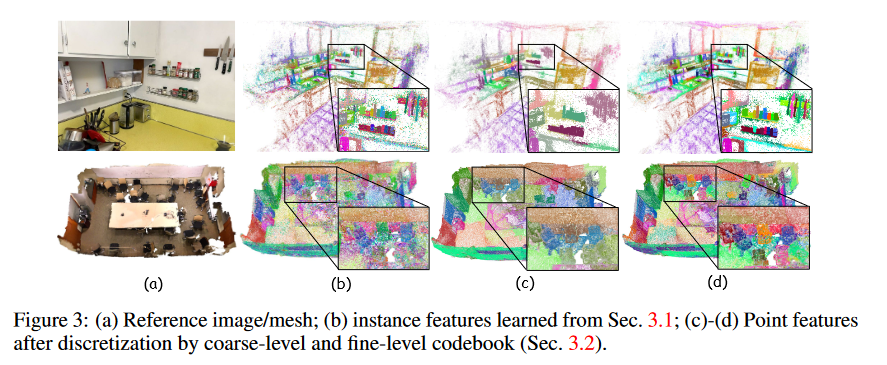 (a)
(b)
(c)
(d)
Figure 3: (a) Reference image/mesh; (b) instance features learned from Sec. 3.1; (c)-(d) Point features
after discretization by coarse-level and fine-level codebook (Sec. 3.2).